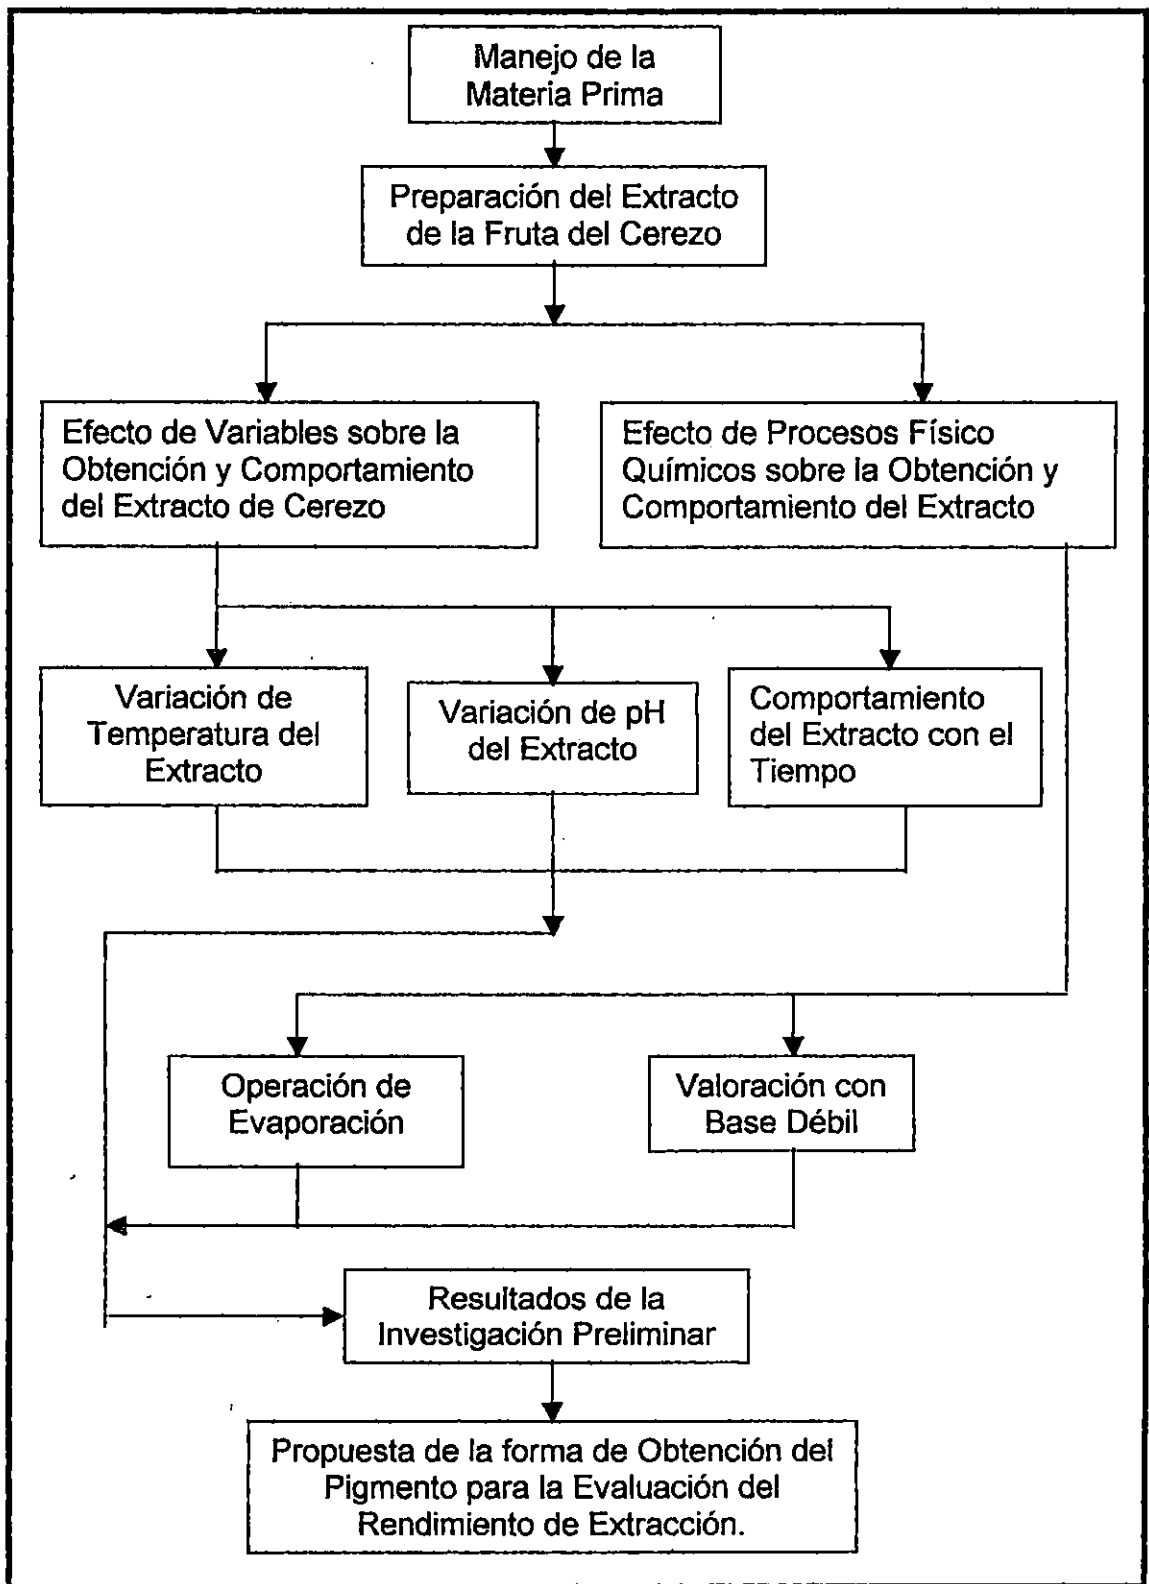 Manejo de la
Materia Prima
Preparación del Extracto
de la Fruta del Cerezo
Efecto de Variables sobre la
Obtención y Comportamiento
del Extracto de Cerezo
Efecto de Procesos Físico
Químicos sobre la Obtención y
Comportamiento del Extracto
Variación de
Temperatura del
Extracto
Variación de pH
del Extracto
Comportamiento
del Extracto con el
Tiempo
Operación de
Evaporación
Valoración con
Base Débil
Resultados de la
Investigación Preliminar
Propuesta de la forma de Obtención del
Pigmento para la Evaluación del
Rendimiento de Extracción.